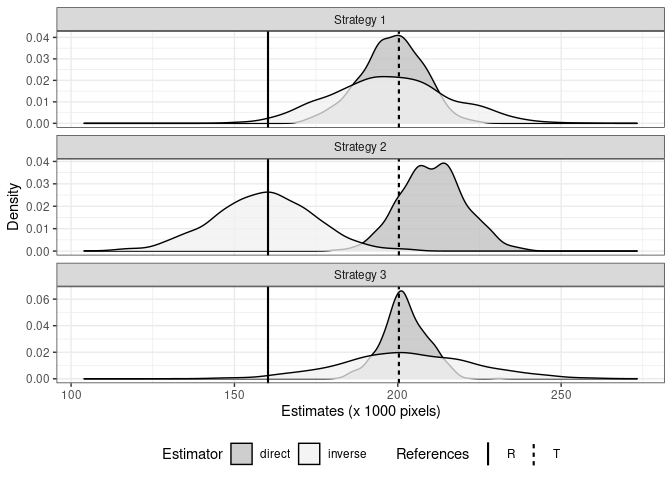 Strategy 1
0.04
0.03
0.02
0.01
0.00
Strategy 2
0.04
0.03
0.02
0.01
0.00
Strategy 3
0.06
0.04
0.02
0.00
Density
100 150 200 250
Estimates (x 1000 pixels)
Estimator direct inverse References R T